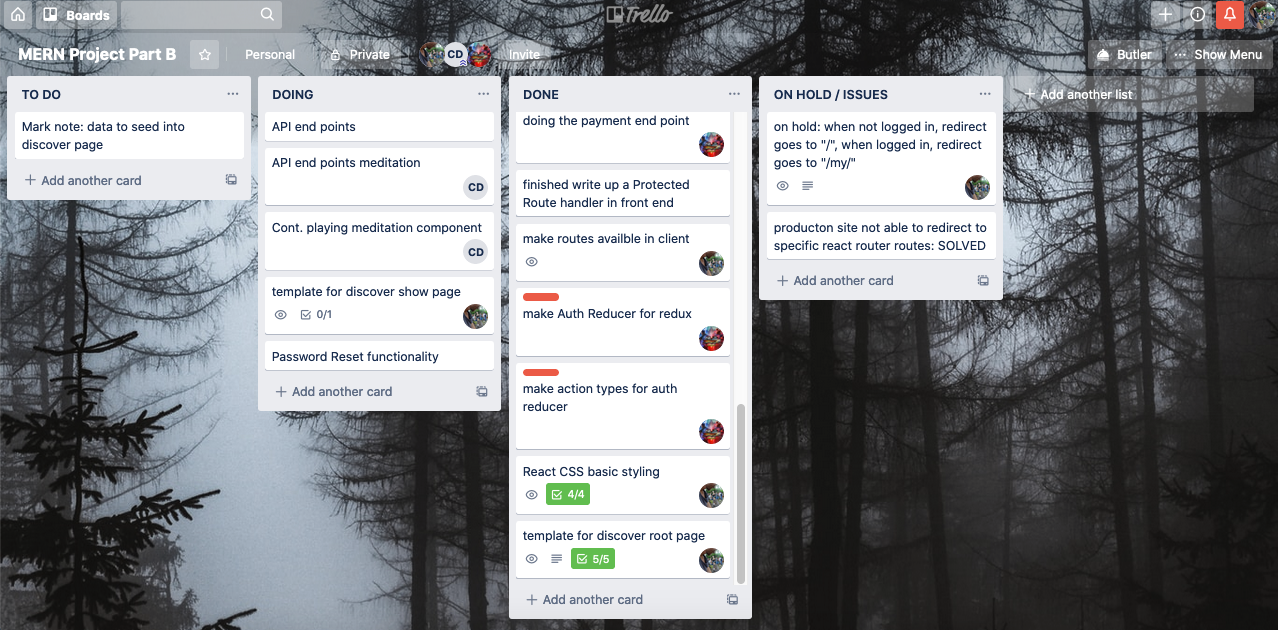 Boards
Trello
MERN Project Part B
Personal
Private
CD
Invite
Butler
... Show Menu
TO DO
...
Mark note: data to seed into
discover page
+ Add another card
DOING
...
API end points
API end points meditation
CD
Cont. playing meditation component
CD
template for discover show page
0/1
Password Reset functionality
+ Add another card
DONE
...
doing the payment end point
finished write up a Protected
Route handler in front end
make routes availble in client
make Auth Reducer for redux
make action types for auth
reducer
React CSS basic styling
4/4
template for discover root page
5/5
+ Add another card
ON HOLD / ISSUES
...
on hold: when not logged in, redirect
goes to "/", when logged in, redirect
goes to "/my/"
producton site not able to redirect to
specific react router routes: SOLVED
+ Add another card
+ Add another list